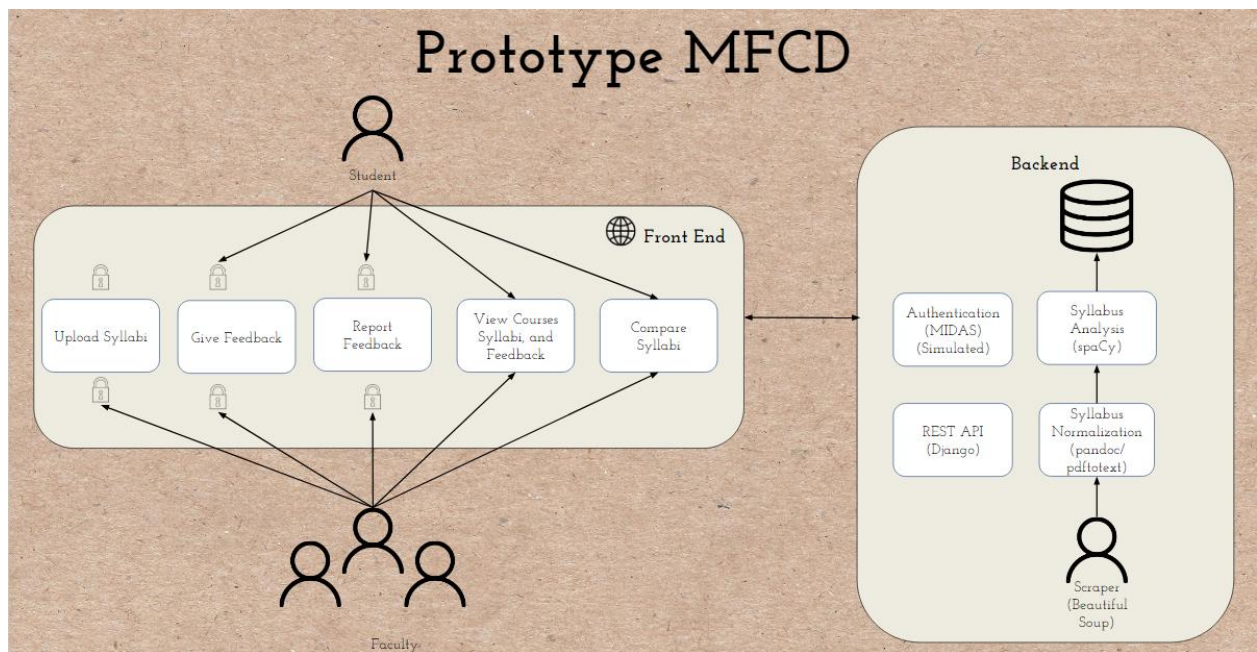 Prototype MFCD
Student
Front End
Upload Syllabi
Give Feedback
Report
Feedback
View Courses
Syllabi, and
Feedback
Compare
Syllabi
Faculty
Backend
Authentication
(MIDAS)
(Simulated)
Syllabus
Analysis
(spaCy)
REST API
(Django)
Syllabus
Normalization
(pandoc/
pdftotext)
Scraper
(Beautiful
Soup)